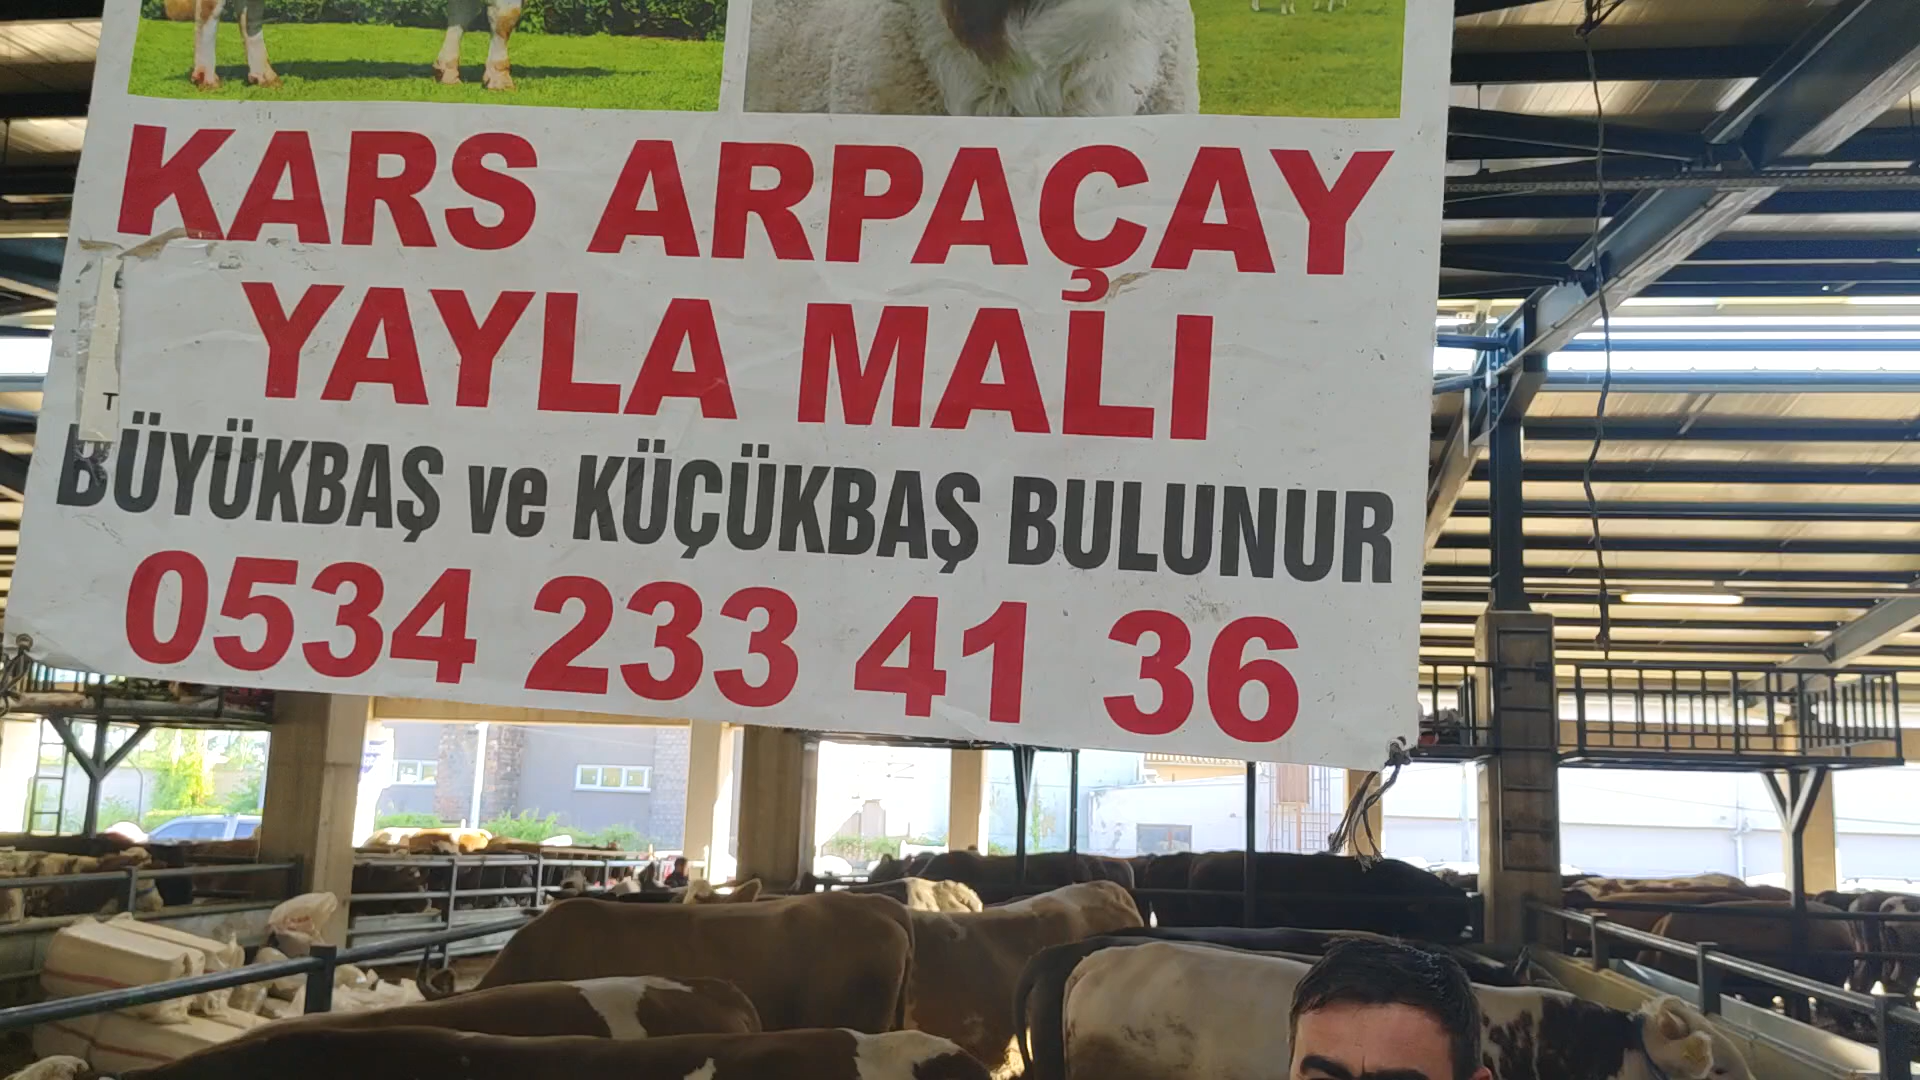 KARS ARPAÇAY
YAYLA MALI
BÜYÜKBAŞ ve KÜÇÜKBAŞ BULUNUR
0534 233 41 36